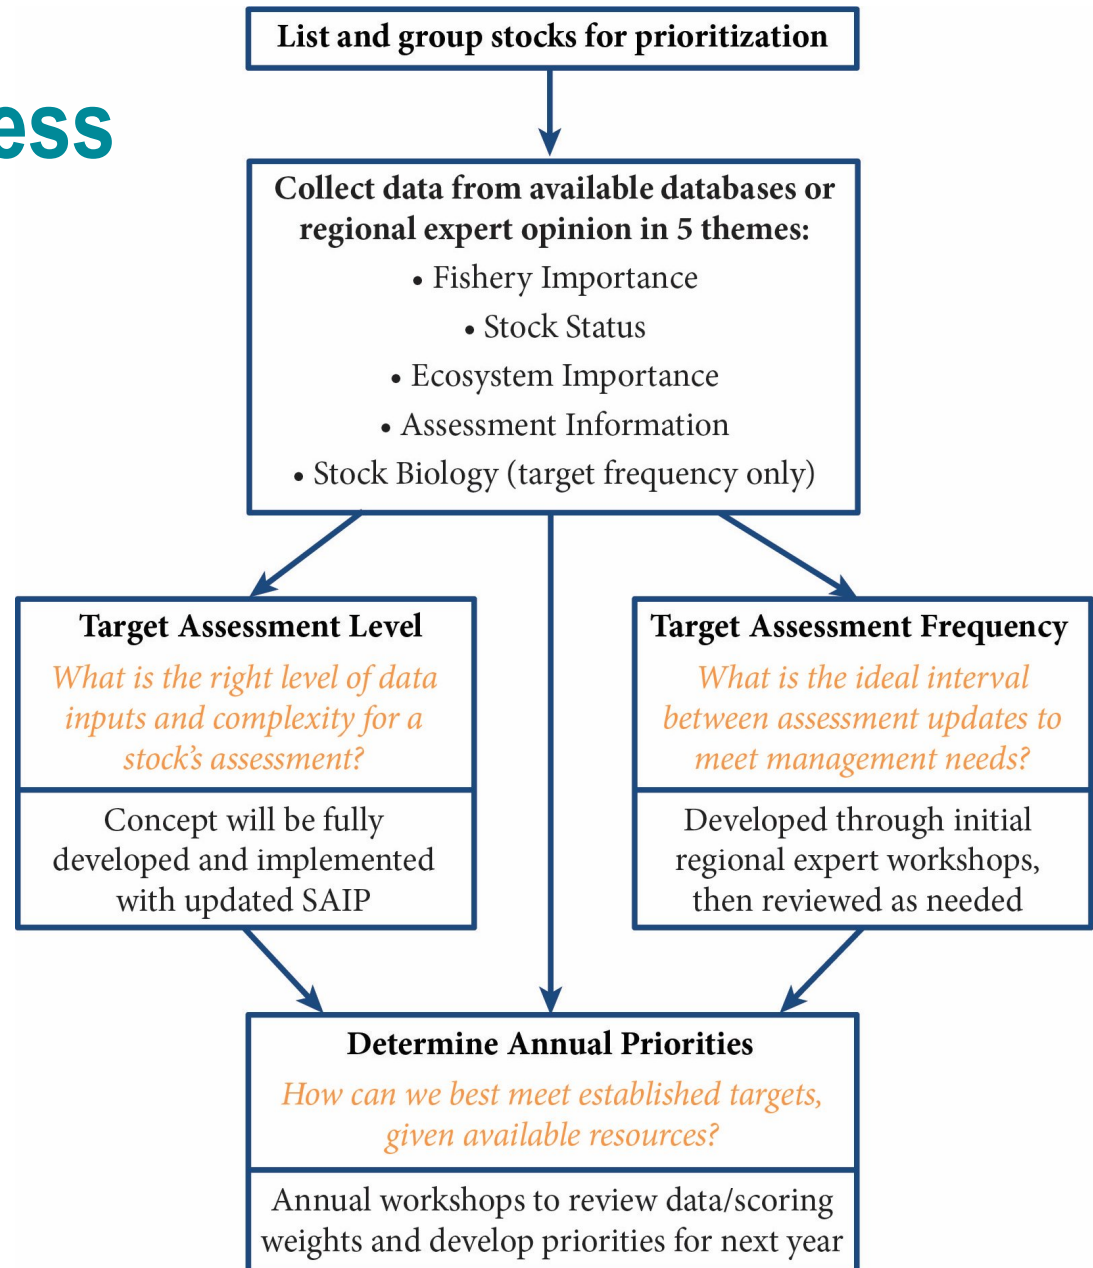 List and group stocks for prioritization
ess
Collect data from available databases or
regional expert opinion in 5 themes:
• Fishery Importance
• Stock Status
• Ecosystem Importance
• Assessment Information
• Stock Biology (target frequency only)
Target Assessment Level
What is the right level of data
inputs and complexity for a
stock’s assessment?
Concept will be fully
developed and implemented
with updated SAIP
Target Assessment Frequency
What is the ideal interval
between assessment updates to
meet management needs?
Developed through initial
regional expert workshops,
then reviewed as needed
Determine Annual Priorities
How can we best meet established targets,
given available resources?
Annual workshops to review data/scoring
weights and develop priorities for next year